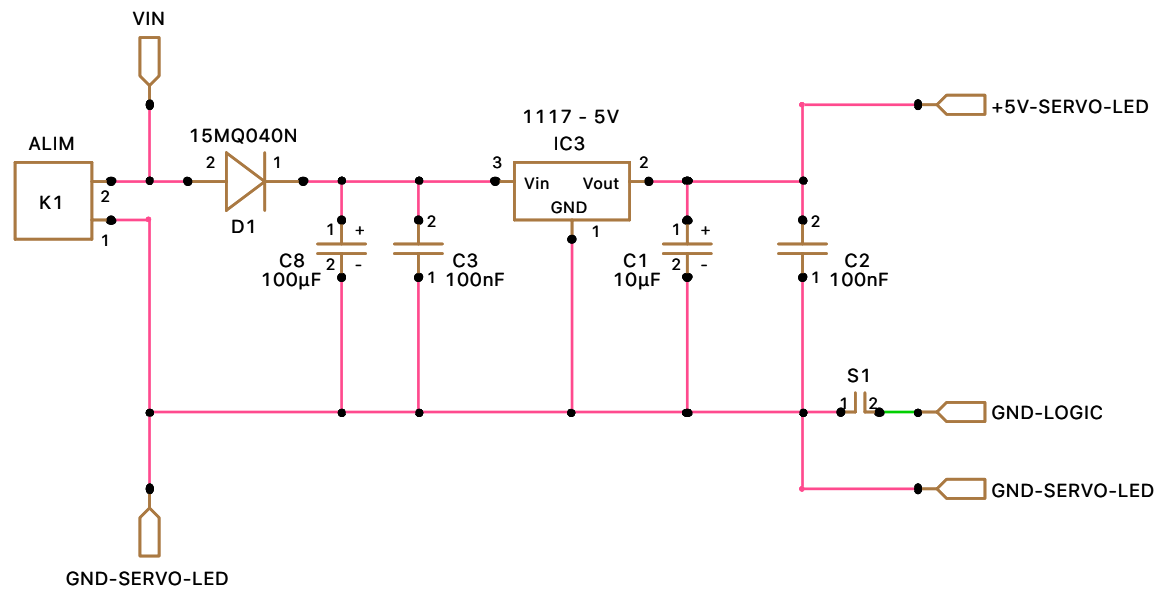 VIN
+5V-SERVO-LED
1117 - 5V
15MQ040N
ALIM
IC3
2
1
3
2
K1
2
Vin
Vout
GND
D1
1
1
1
+
2
1
+
2
C8
2
-
C3
C1
2
-
C2
100µF
1
100nF
10µF
1
100nF
S1
1
2
GND-LOGIC
GND-SERVO-LED
GND-SERVO-LED